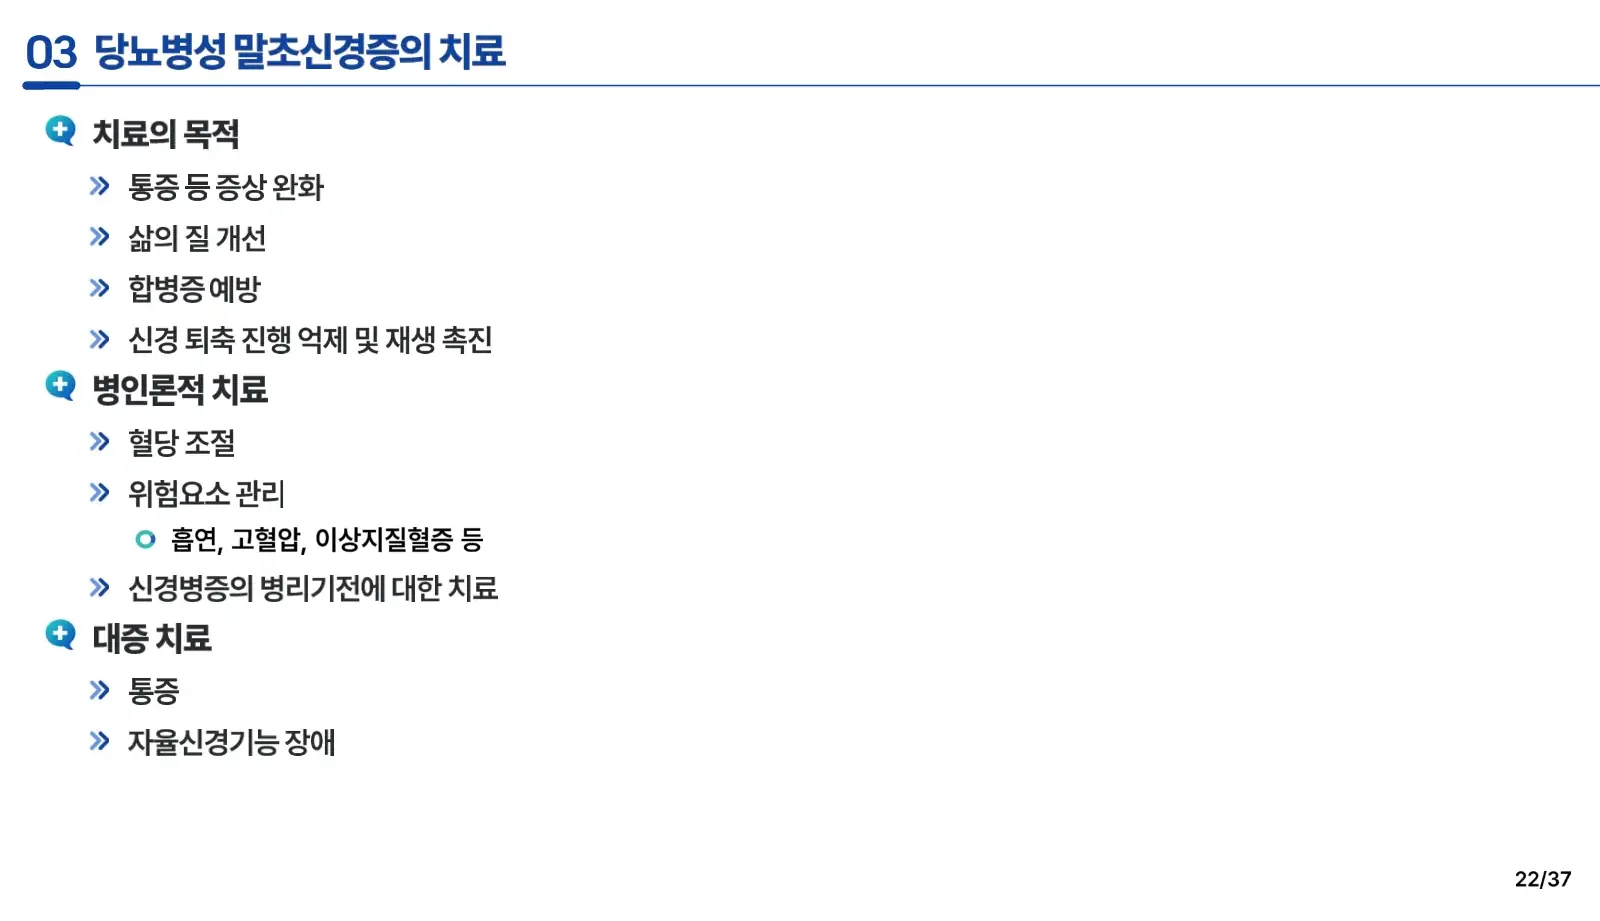 03 당뇨병성 말초신경증의 치료
치료의 목적
통증 등 증상 완화
삶의 질 개선
합병증 예방
신경 퇴축 진행 억제 및 재생 촉진
병인론적 치료
혈당 조절
위험요소 관리
흡연, 고혈압, 이상지질혈증 등
신경병증의 병리기전에 대한 치료
대증 치료
통증
자율신경기능 장애
22/37